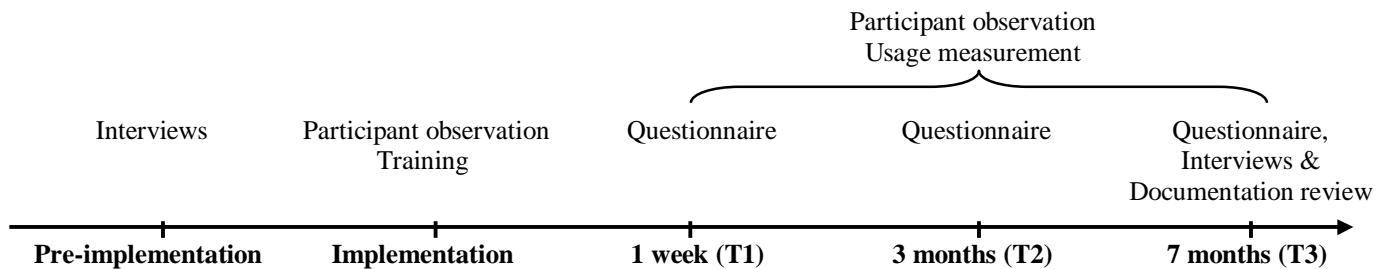 Participant observation
Usage measurement
Interviews
Participant observation
Training
Questionnaire
Questionnaire
Questionnaire,
Interviews &
Documentation review
Pre-implementation
Implementation
1 week (T1)
3 months (T2)
7 months (T3)